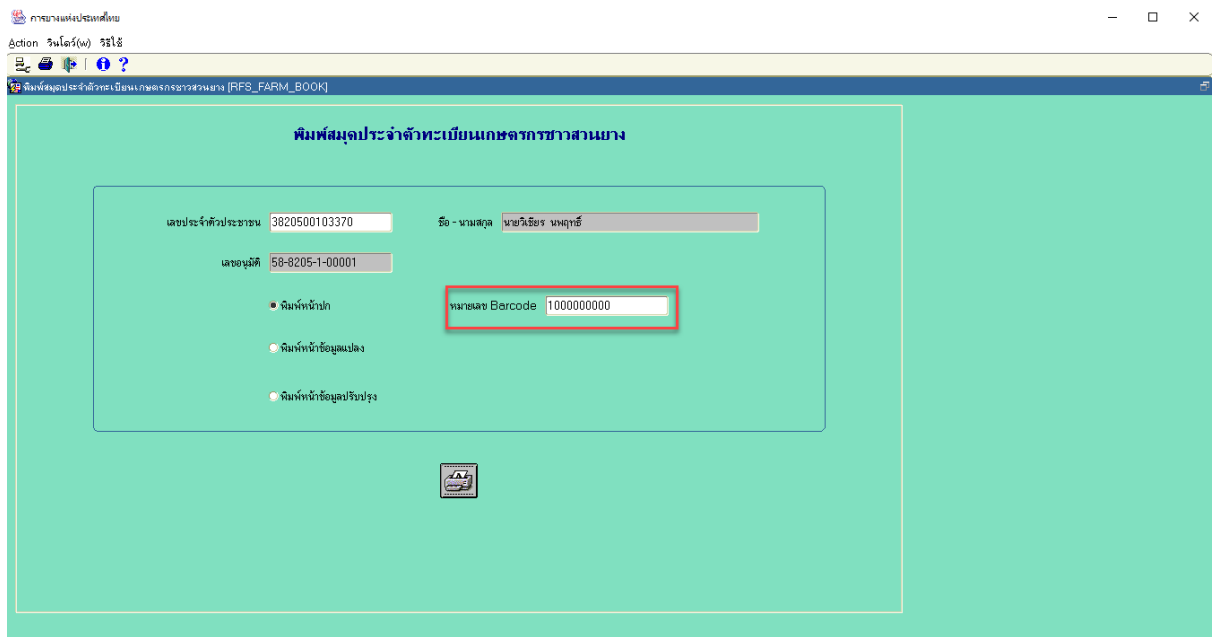 การยางแห่งประเทศไทย
Action วินโดว์(w) วิธีใช้
พิมพ์สมุดประจำตัวทะเบียนเกษตรกรชาวสวนยาง [RFS_FARM_BOOK]
พิมพ์สมุดประจำตัวทะเบียนเกษตรกรชาวสวนยาง
เลขประจำตัวประชาชน 3820500103370 ชื่อ - นามสกุล นายวิเชียร นพฤทธิ์
เลขอนุมัติ 58-8205-1-00001
พิมพ์หน้าปก หมายเลข Barcode 1000000000
พิมพ์หน้าข้อมูลแปลง
พิมพ์หน้าข้อมูลปรับปรุง